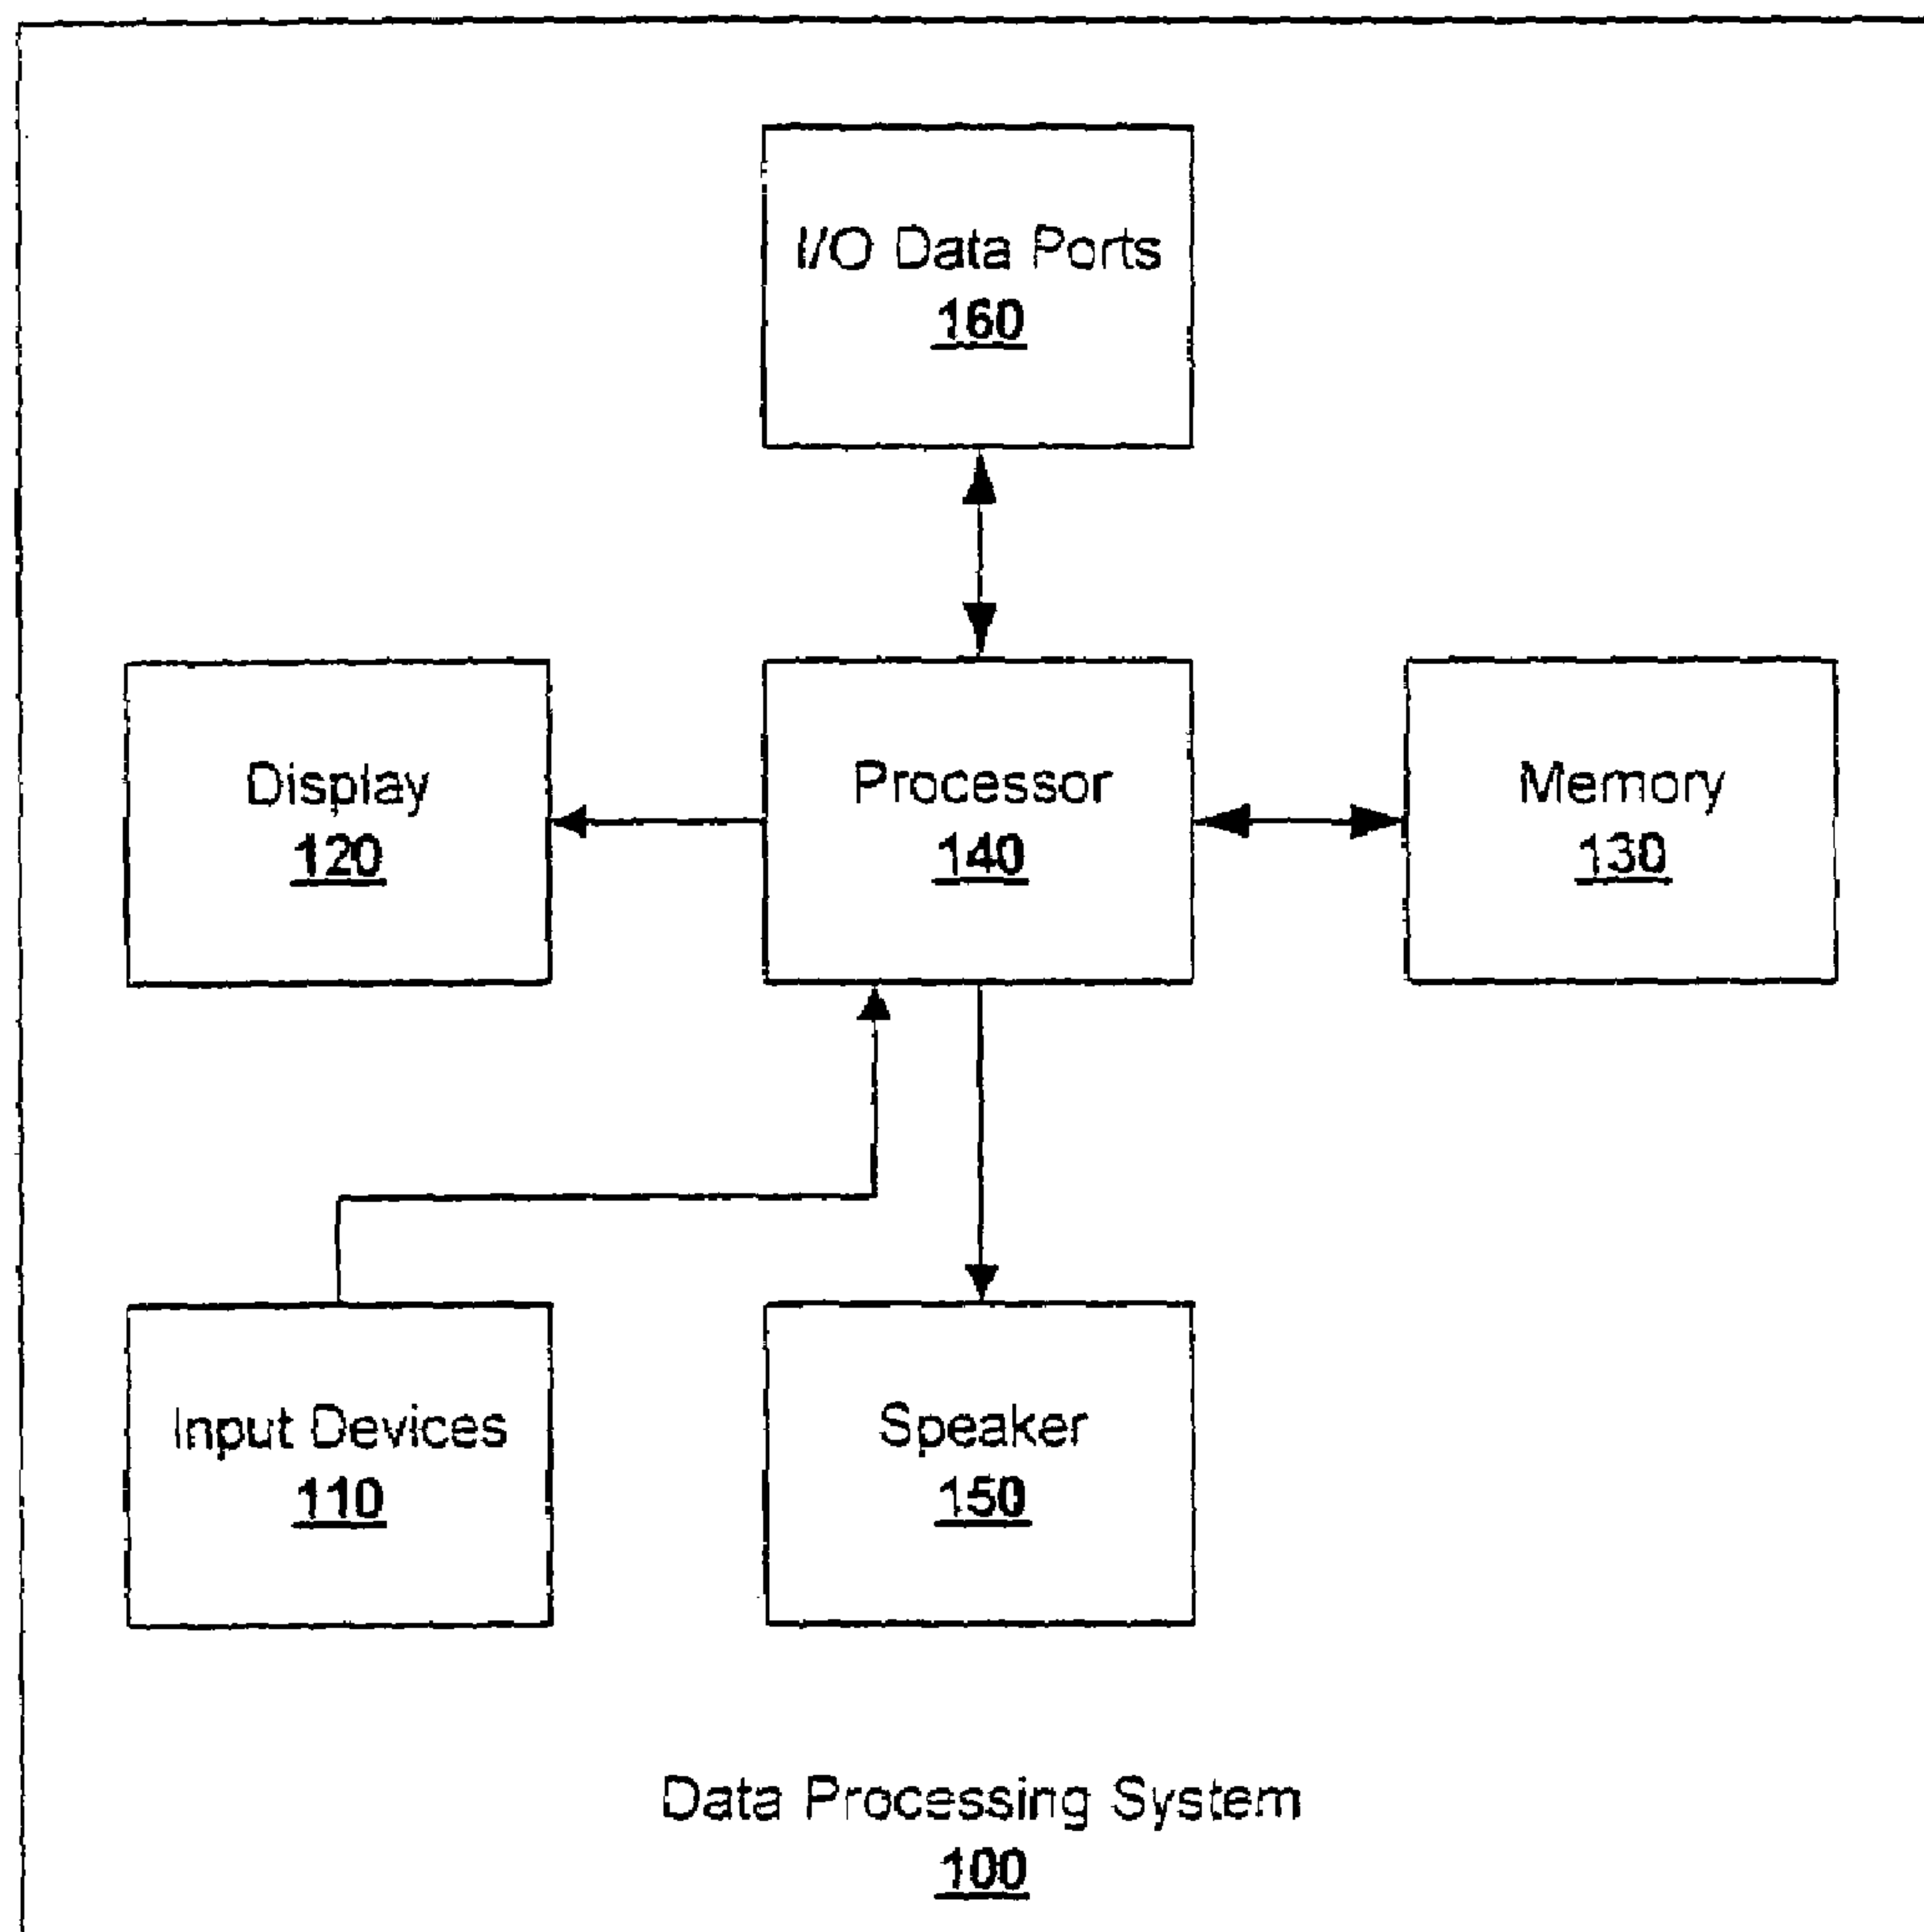 I/O Data Ports
160
Display
120
Processor
140
Memory
130
Input Devices
110
Speaker
150
Data Processing System
100